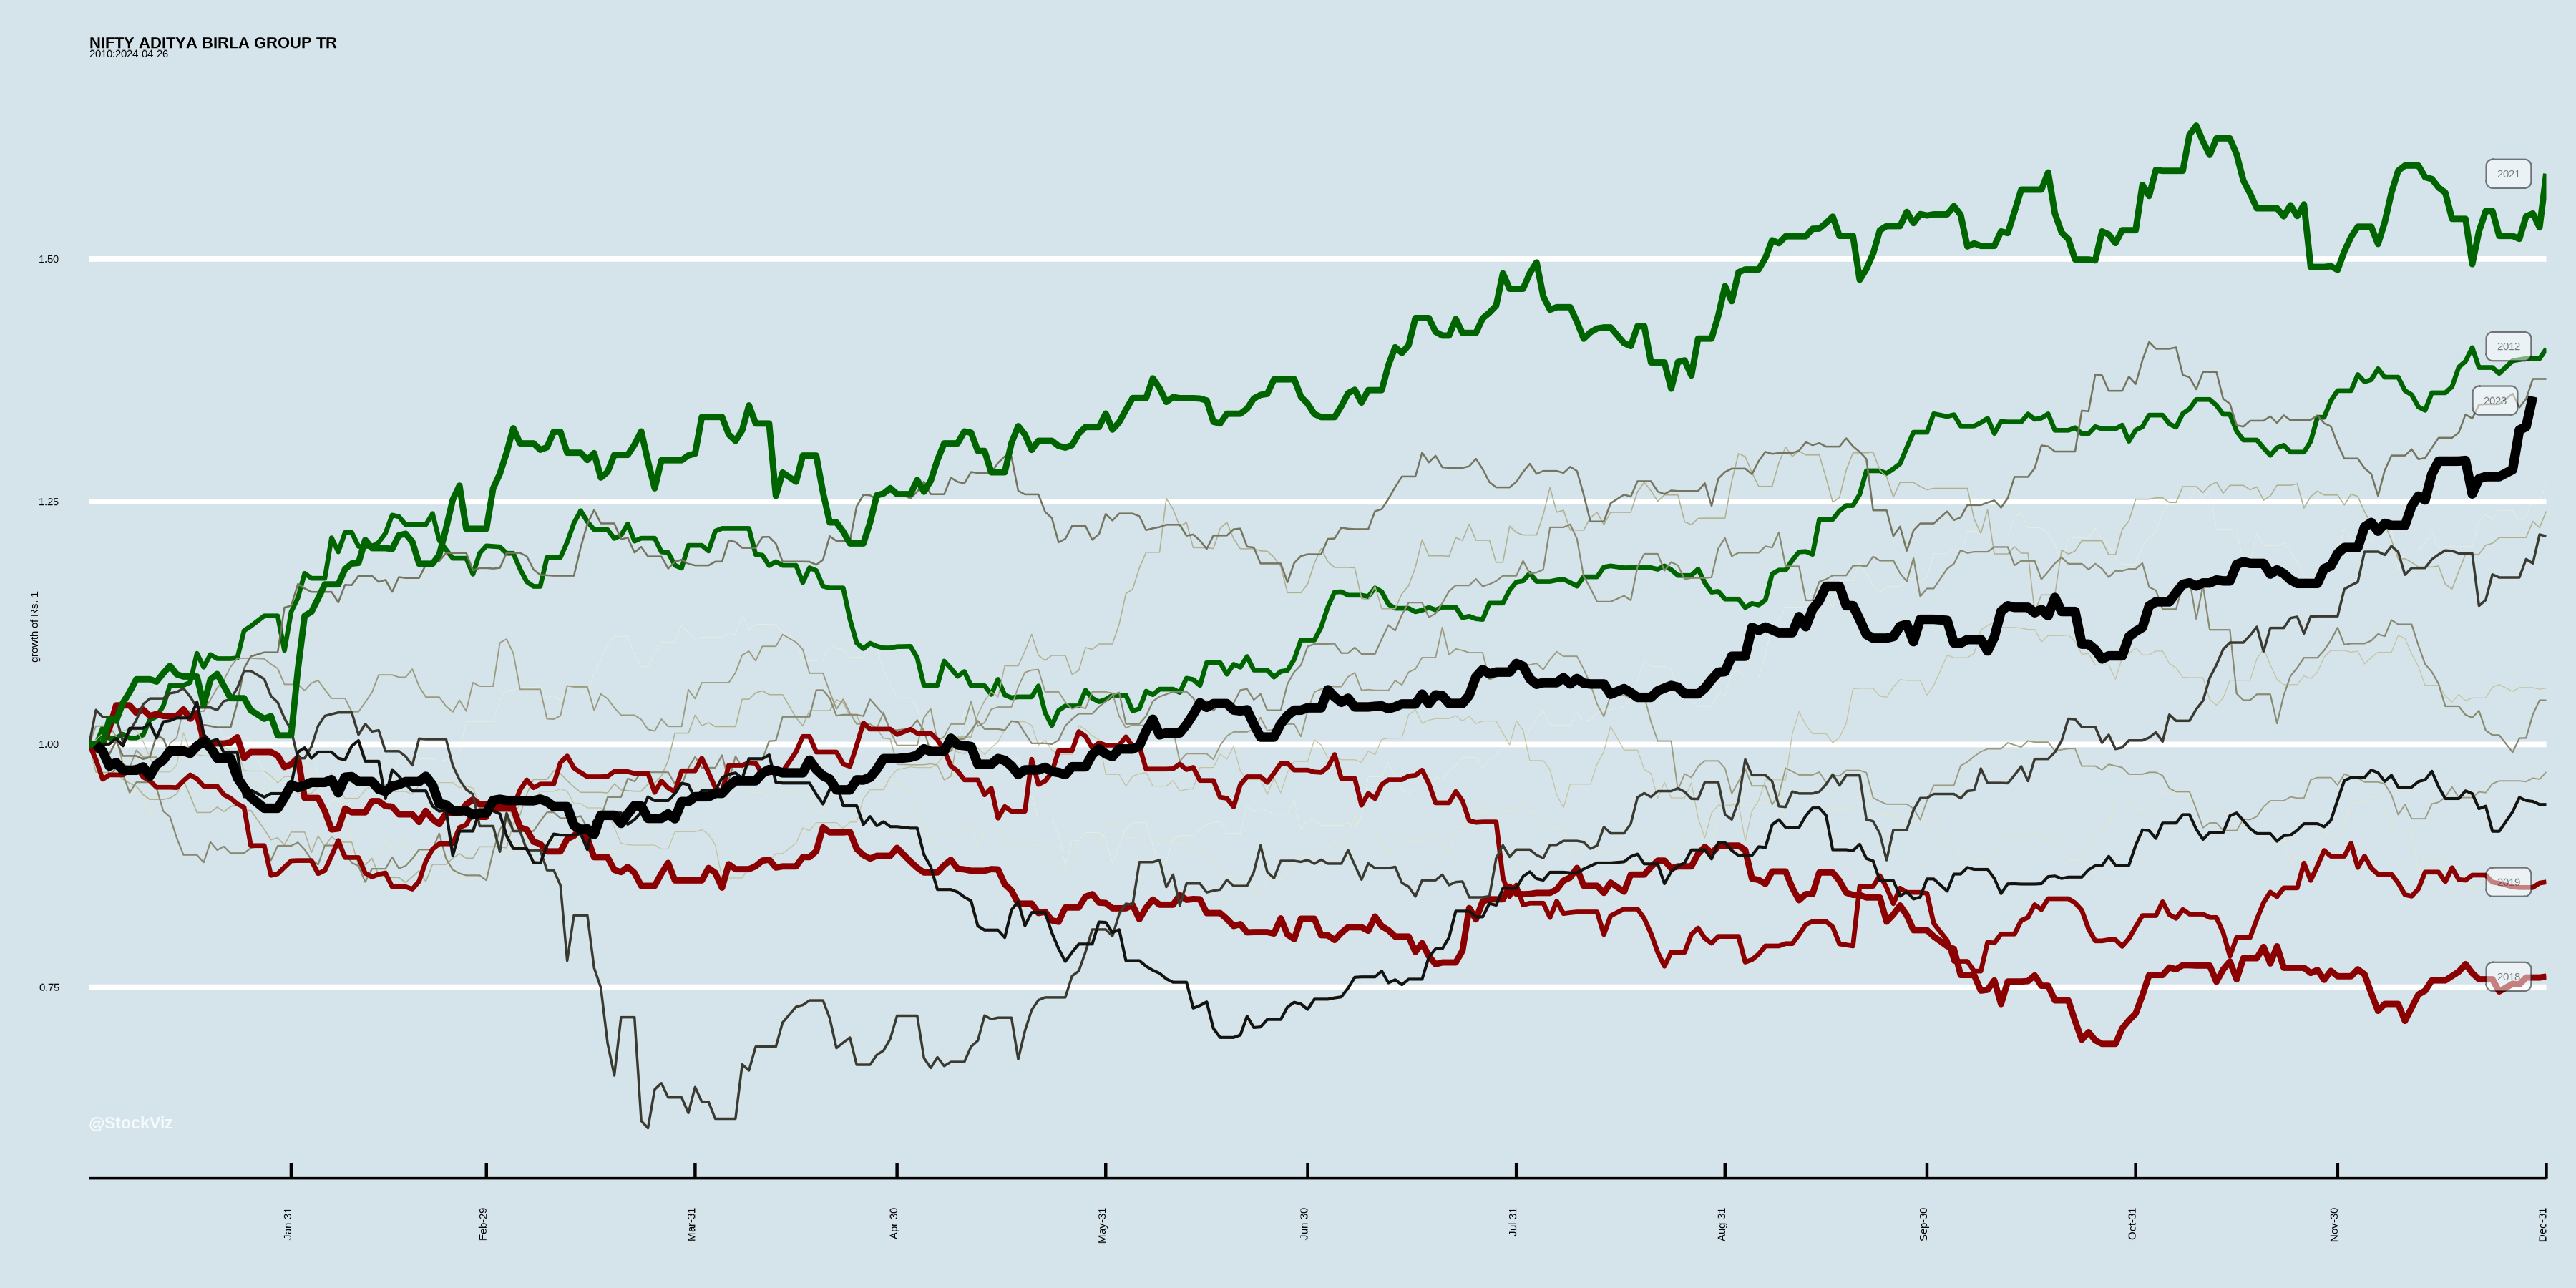 NIFTY ADITYA BIRLA GROUP TR
2010:2024-04-26
2021
1.50
2012
2023
1.25
growth of Rs. 1
1.00
2019
0.75
2018
@StockViz
Jan-31
Feb-29
Mar-31
Apr-30
May-31
Jun-30
Jul-31
Aug-31
Sep-30
Oct-31
Nov-30
Dec-31